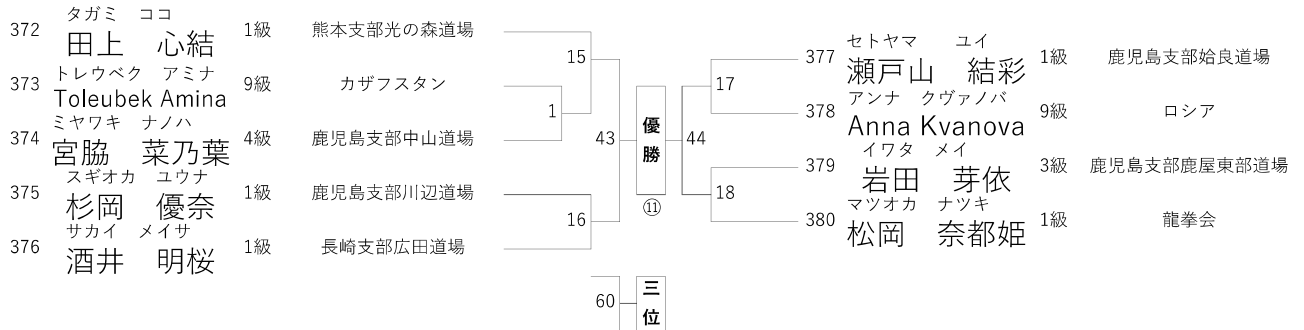 タガミ ココ
372 田上 心結 1級 熊本支部光の森道場
トレウベク アミナ
373 Toleubek Amina 9級 カザフスタン
ミヤワキ ナノハ
374 宮脇 菜乃葉 4級 鹿児島支部中山道場
スギオカ ユウナ
375 杉岡 優奈 1級 鹿児島支部川辺道場
サカイ メイサ
376 酒井 明桜 1級 長崎支部広田道場
15
1
43
16
優勝
⑪
44
17
18
セトヤマ ユイ
377 瀬戸山 結彩 1級 鹿児島支部姶良道場
アンナ クヴァノバ
378 Anna Kvanova 9級 ロシア
イワタ メイ
379 岩田 芽依 3級 鹿児島支部鹿屋東部道場
マツオカ ナツキ
380 松岡 奈都姫 1級 龍拳会
60
三位